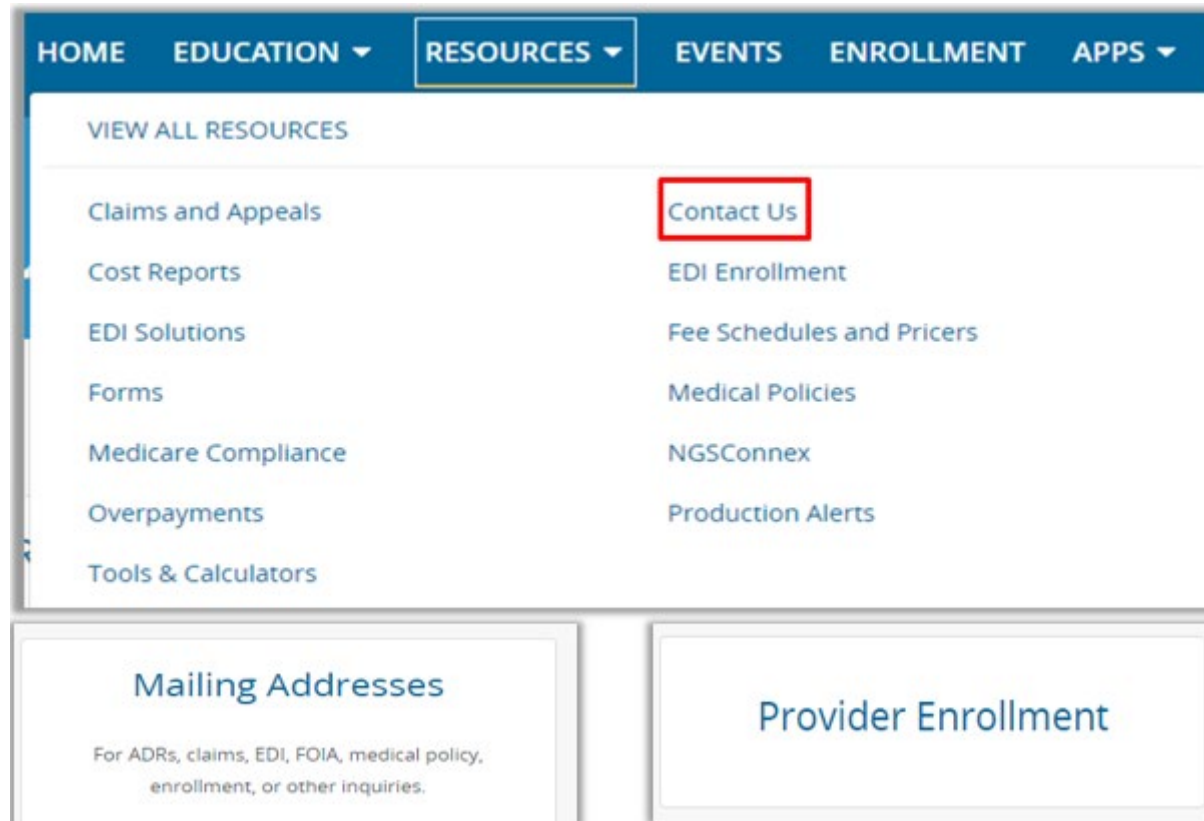 HOME EDUCATION RESOURCES EVENTS ENROLLMENT APPS
VIEW ALL RESOURCES
Claims and Appeals
Contact Us
Cost Reports
EDI Enrollment
EDI Solutions
Fee Schedules and Pricers
Forms
Medical Policies
Medicare Compliance
NGSConnex
Overpayments
Production Alerts
Tools & Calculators
Mailing Addresses
For ADRs, claims, EDI, FOIA, medical policy,
enrollment, or other inquiries.
Provider Enrollment